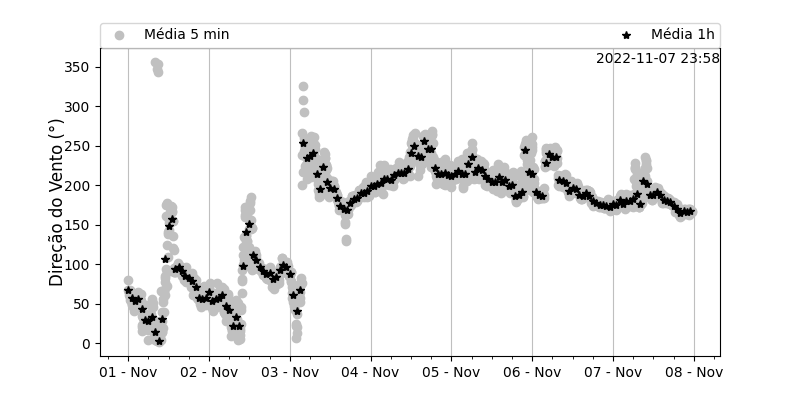 Média 5 min
Média 1h
2022-11-07 23:58
Direção do Vento (°)
350
300
250
200
150
100
50
0
01 - Nov
02 - Nov
03 - Nov
04 - Nov
05 - Nov
06 - Nov
07 - Nov
08 - Nov